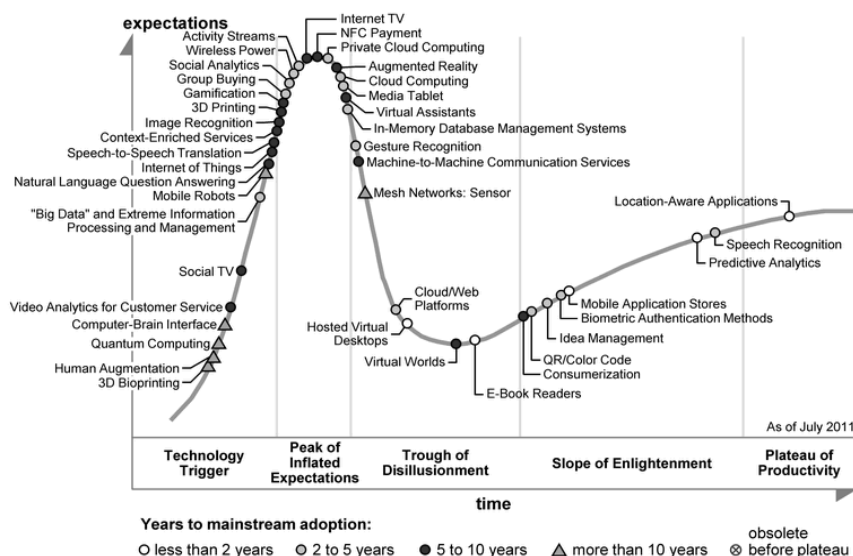 expectations
Internet TV
NFC Payment
Activity Streams
Private Cloud Computing
Wireless Power
Augmented Reality
Social Analytics
Cloud Computing
Group Buying
Media Tablet
Gamification
Virtual Assistants
3D Printing
In-Memory Database Management Systems
Image Recognition
Context-Enriched Services
Gesture Recognition
Speech-to-Speech Translation
Machine-to-Machine Communication Services
Internet of Things
Natural Language Question Answering
Mesh Networks: Sensor
Mobile Robots
Location-Aware Applications
"Big Data" and Extreme Information
Processing and Management
Speech Recognition
Predictive Analytics
Social TV
Cloud/Web
Platforms
Video Analytics for Customer Service
Mobile Application Stores
Computer-Brain Interface
Hosted Virtual
Desktops
Biometric Authentication Methods
Quantum Computing
Idea Management
Human Augmentation
Virtual Worlds
QR/Color Code
3D Bioprinting
Consumerization
E-Book Readers
As of July 2011
Technology
Trigger
Peak of
Inflated
Expectations
Trough of
Disillusionment
Slope of Enlightenment
Plateau of
Productivity
time
Years to mainstream adoption:
less than 2 years
2 to 5 years
5 to 10 years
more than 10 years
obsolete
before plateau